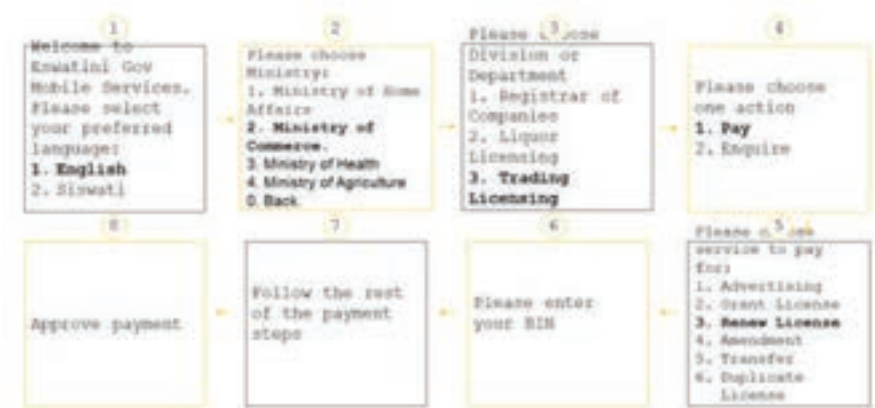 1
Welcome to
Eswatini Gov
Mobile Services.
Please select
your preferred
language:
1. English
2. Siswati
2
Please choose
Ministry:
1. Ministry of Home
Affairs
2. Ministry of
Commerce.
3. Ministry of Health
4. Ministry of Agriculture
0. Back
3
Please choose
Division or
Department
1. Registrar of
Companies
2. Liquor
Licensing
3. Trading
Licensing
4
Please choose
one action
1. Pay
2. Enquire
5
Please choose
service to pay
for:
1. Advertising
2. Grant License
3. Renew License
4. Amendment
5. Transfer
6. Duplicate
License
6
Please enter
your BIN
7
Follow the rest
of the payment
steps
8
Approve payment